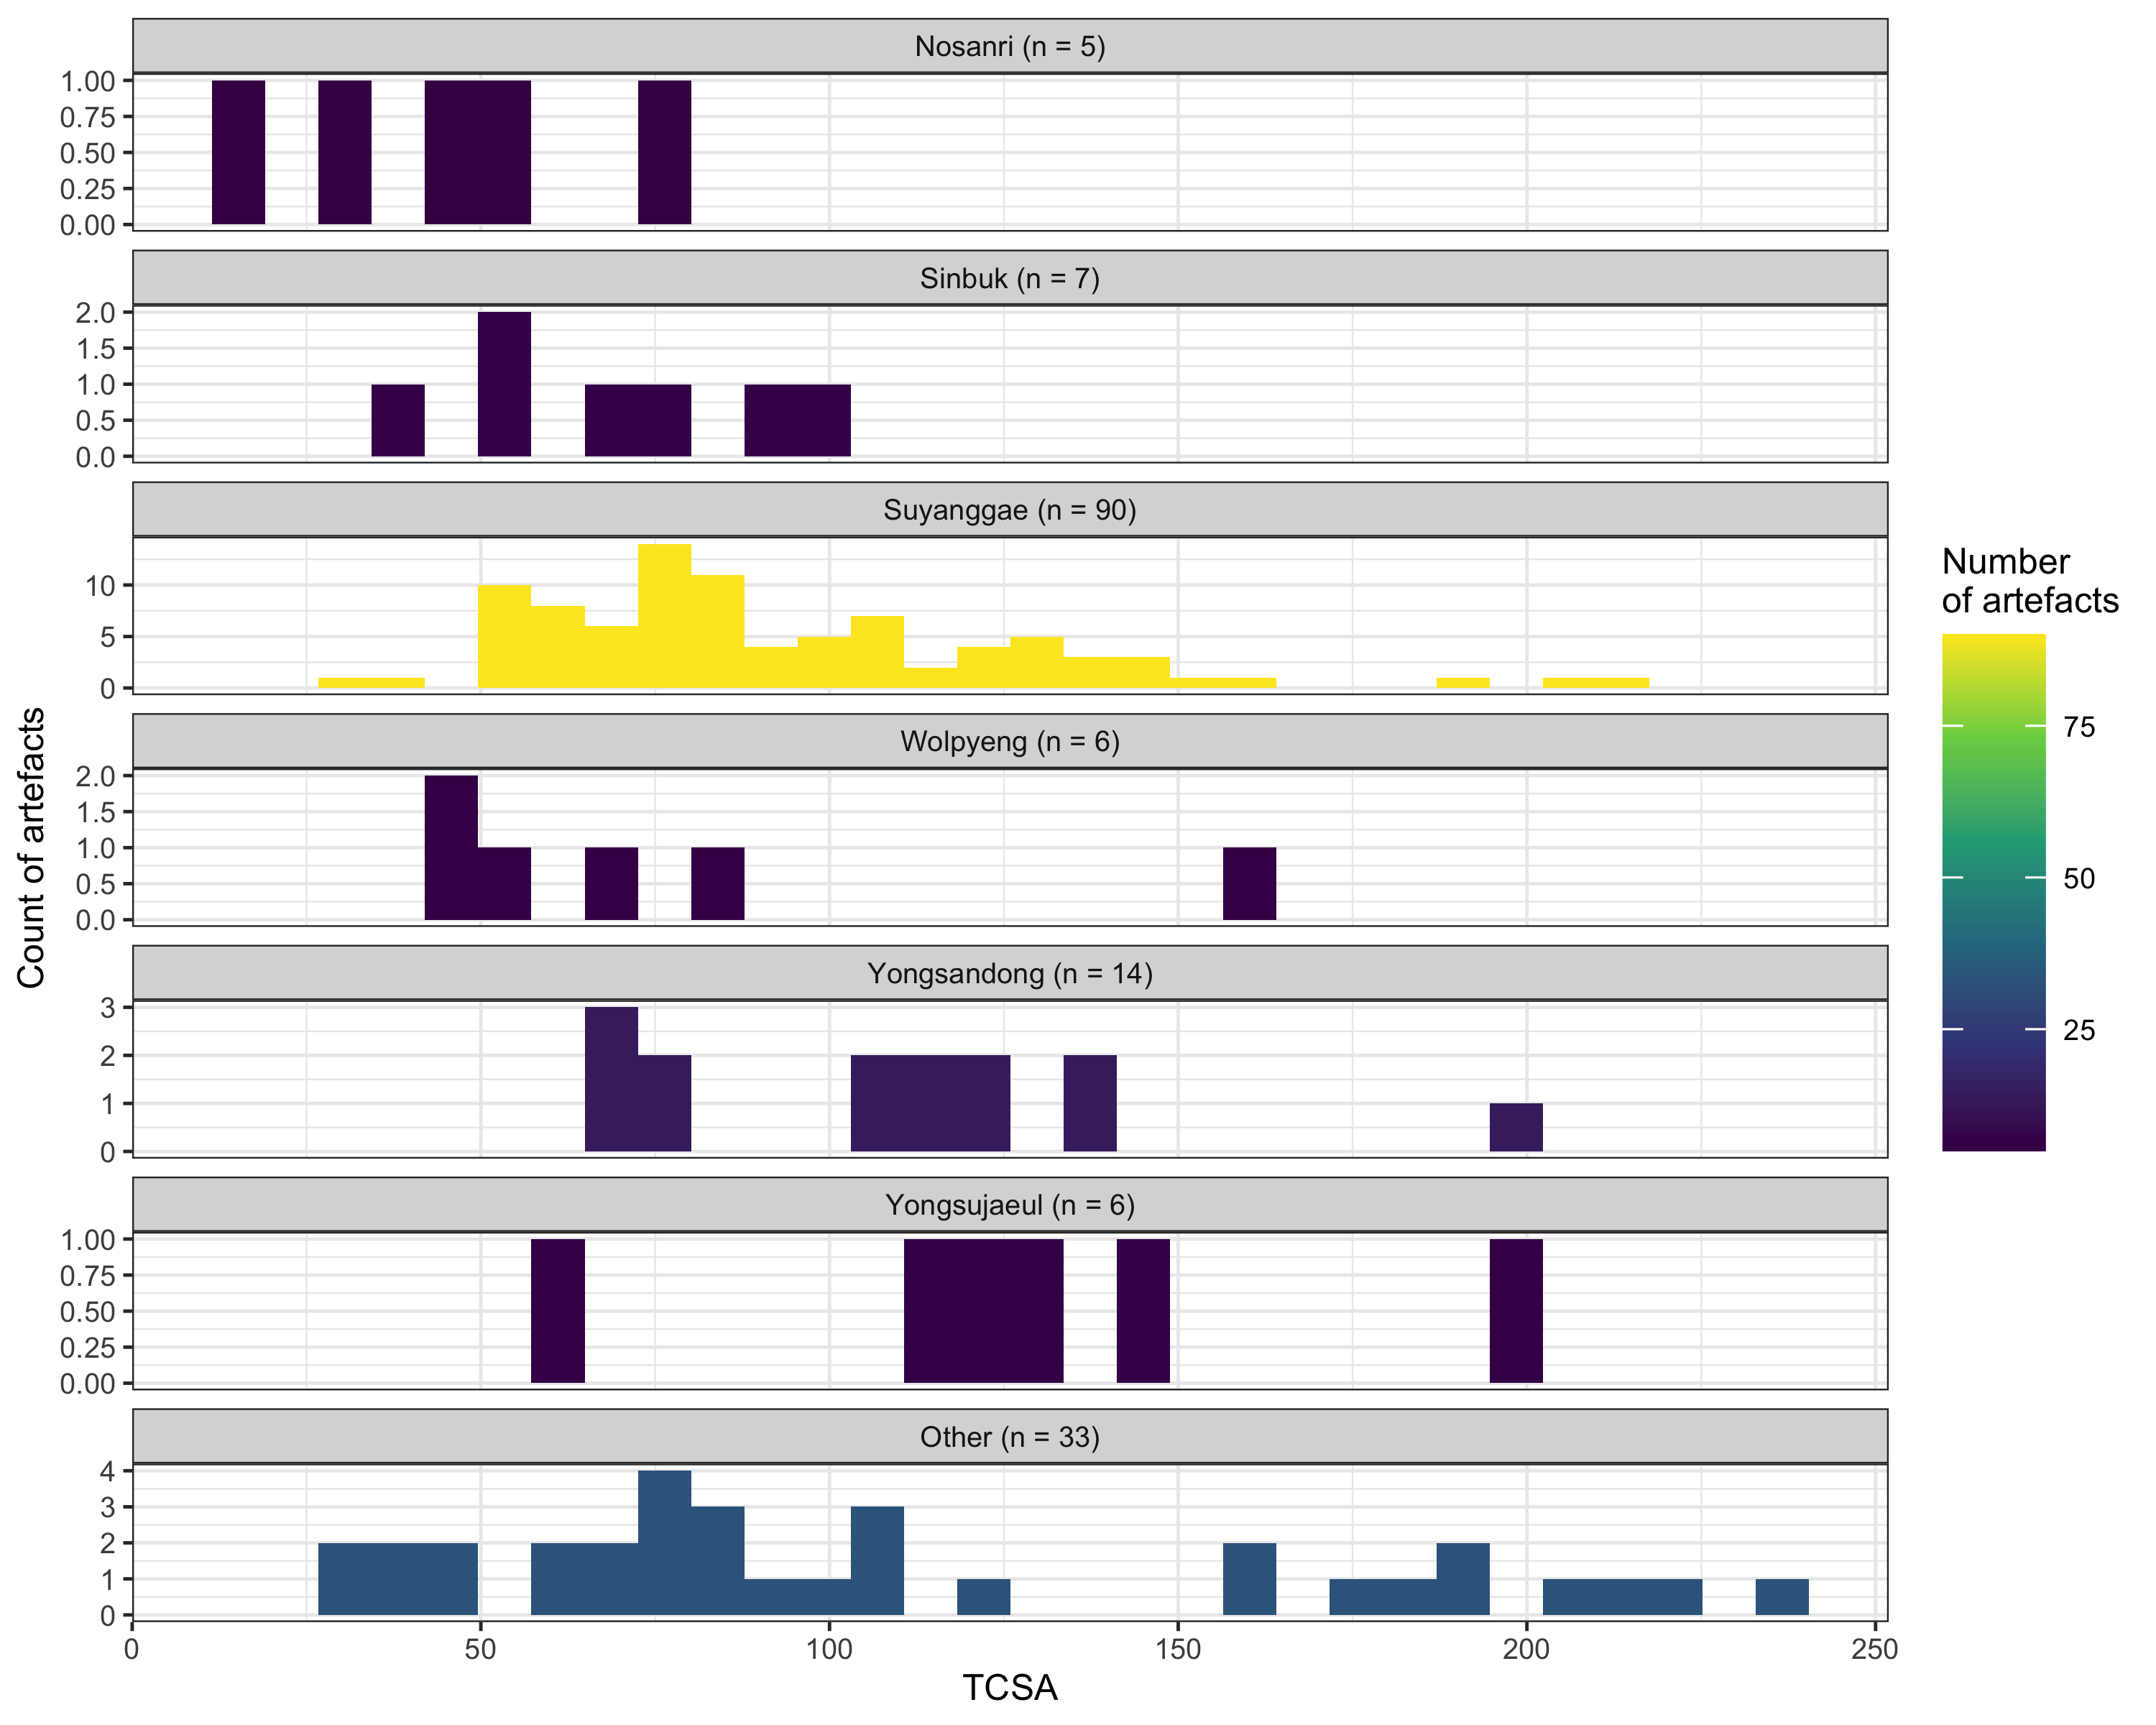 Nosanri (n = 5)
1.00
0.75
0.50
0.25
0.00
Sinbuk (n = 7)
2.0
1.5
1.0
0.5
0.0
Suyanggae (n = 90)
10
5
0
Wolpyeng (n = 6)
2.0
1.5
1.0
0.5
0.0
Yongsandong (n = 14)
3
2
1
0
Yongsujaeul (n = 6)
1.00
0.75
0.50
0.25
0.00
Other (n = 33)
4
3
2
1
0
0 50 100 150 200 250
TCSA
Count of artefacts
Number
of artefacts
75
50
25